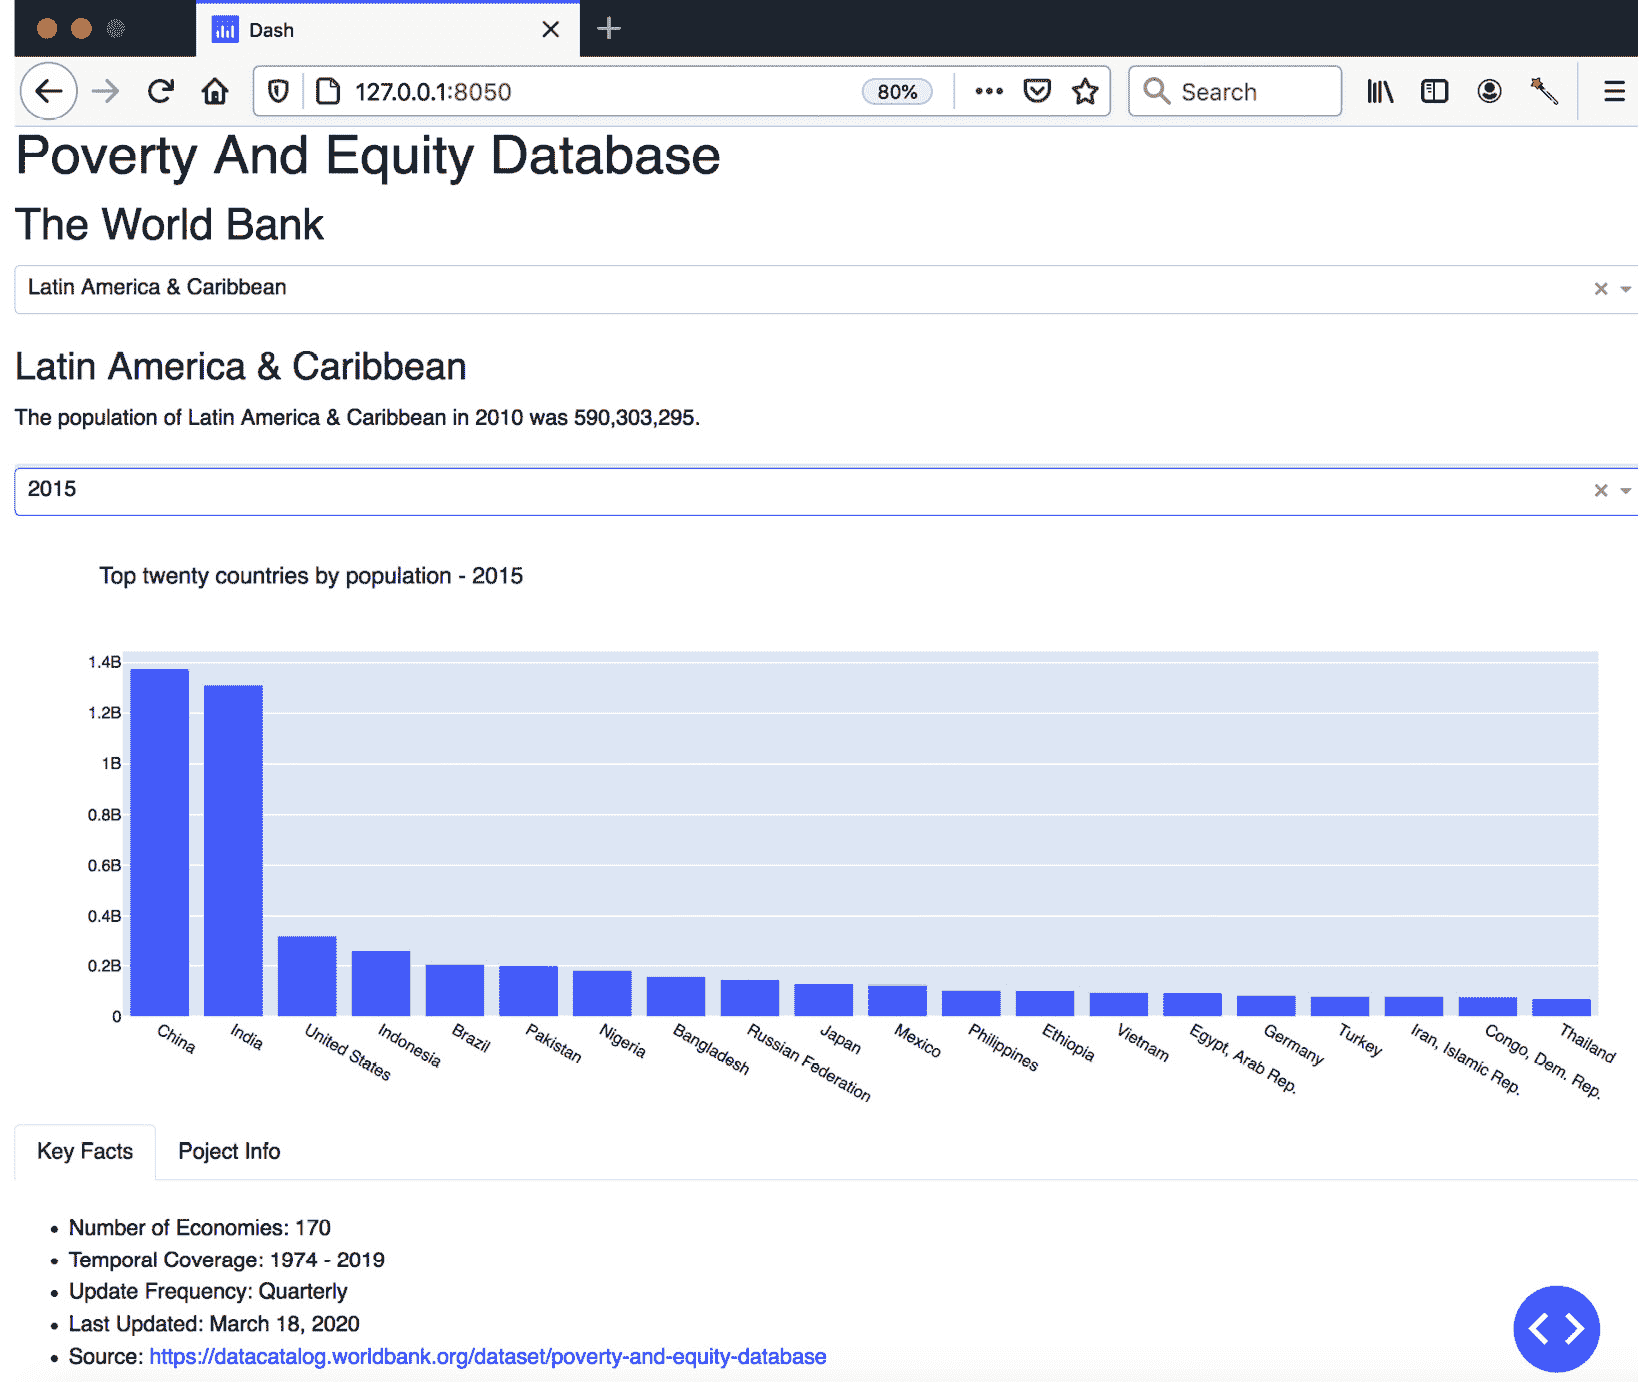 Dash
127.0.0.1:8050
80%
Search
Poverty And Equity Database
The World Bank
Latin America & Caribbean
Latin America & Caribbean
The population of Latin America & Caribbean in 2010 was 590,303,295.
2015
Top twenty countries by population - 2015
1.4B
1.2B
1B
0.8B
0.6B
0.4B
0.2B
0
China
India
United States
Indonesia
Brazil
Pakistan
Nigeria
Bangladesh
Russian Federation
Japan
Mexico
Philippines
Ethiopia
Vietnam
Egypt, Arab Rep.
Germany
Turkey
Iran, Islamic Rep.
Congo, Dem. Rep.
Thailand
Key Facts
Poject Info
Number of Economies: 170
Temporal Coverage: 1974 - 2019
Update Frequency: Quarterly
Last Updated: March 18, 2020
Source: https://datacatalog.worldbank.org/dataset/poverty-and-equity-database